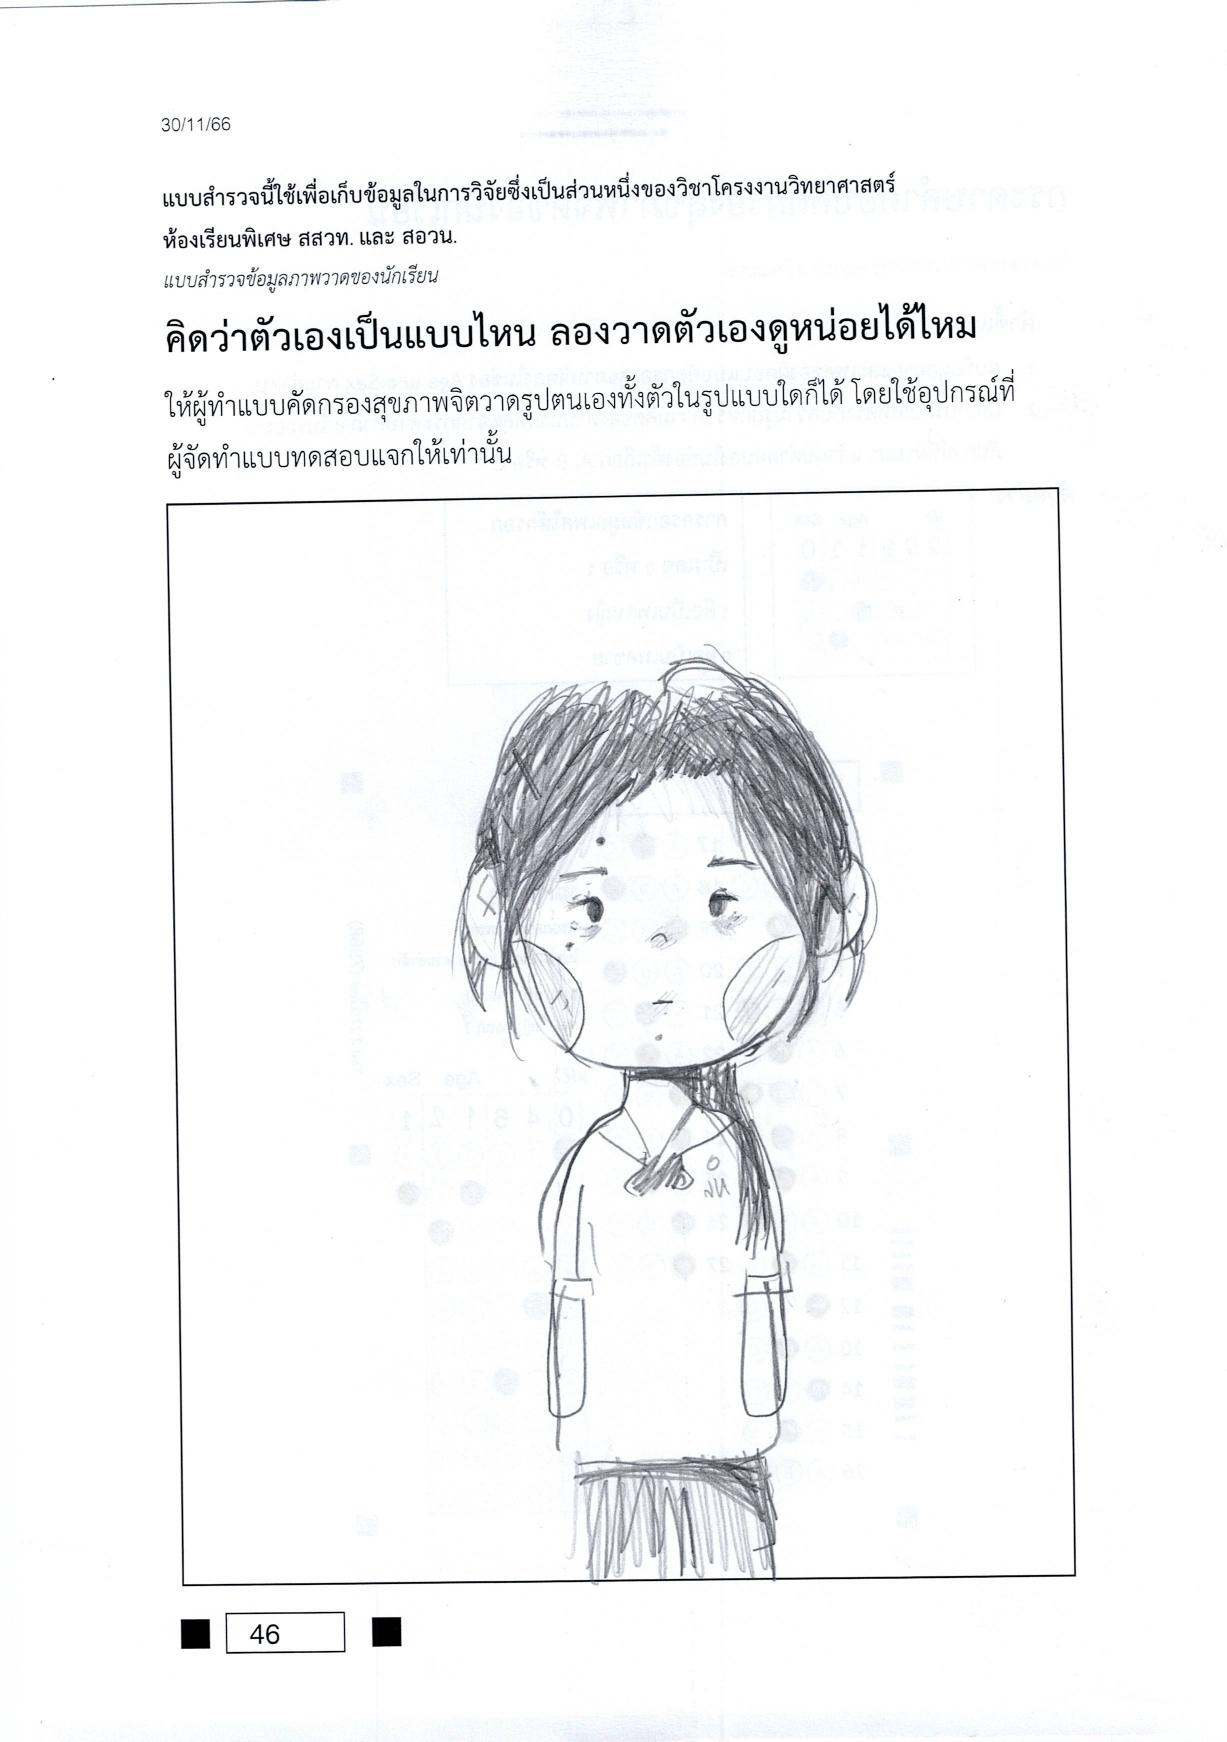 30/11/66
แบบสำรวจนี้ใช้เพื่อเก็บข้อมูลในการวิจัยซึ่งเป็นส่วนหนึ่งของวิชาโครงงานวิทยาศาสตร์
ห้องเรียนพิเศษ สสวท. และ สอวน.
แบบสำรวจข้อมูลภาพวาดของนักเรียน
คิดว่าตัวเองเป็นแบบไหน ลองวาดตัวเองดูหน่อยได้ไหม
ให้ผู้ทำแบบคัดกรองสุขภาพจิตวาดรูปตนเองทั้งตัวในรูปแบบใดก็ได้ โดยใช้อุปกรณ์ที่
ผู้จัดทำแบบทดสอบแจกให้เท่านั้น
46